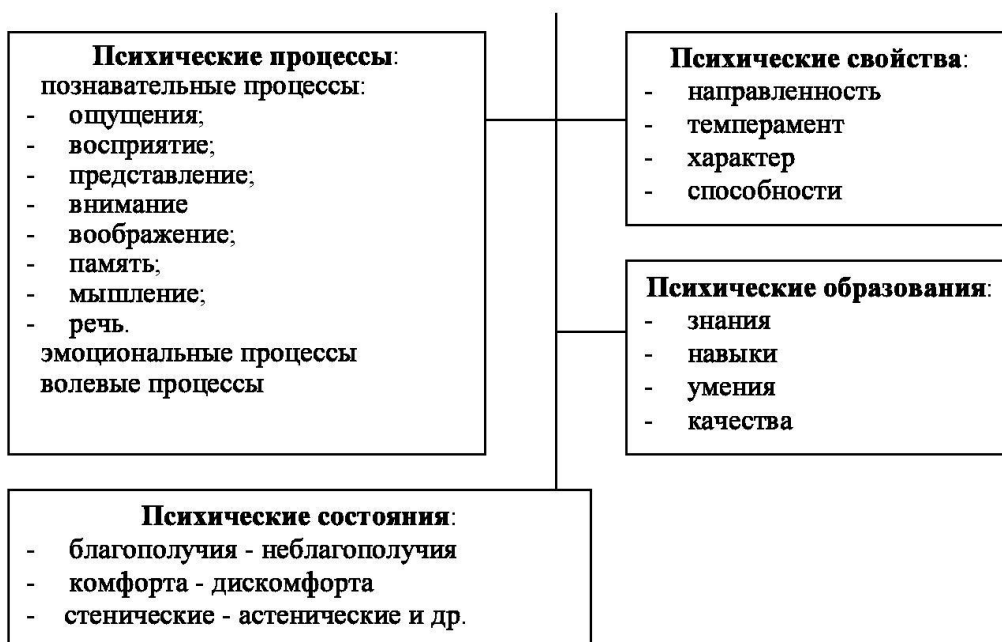 Психические процессы:
познавательные процессы:
- ощущения;
- восприятие;
- представление;
- внимание
- воображение;
- память;
- мышление;
- речь.
эмоциональные процессы
волевые процессы
Психические свойства:
- направленность
- темперамент
- характер
- способности
Психические образования:
- знания
- навыки
- умения
- качества
Психические состояния:
- благополучия - неблагополучия
- комфорта - дискомфорта
- стенические - астенические и др.